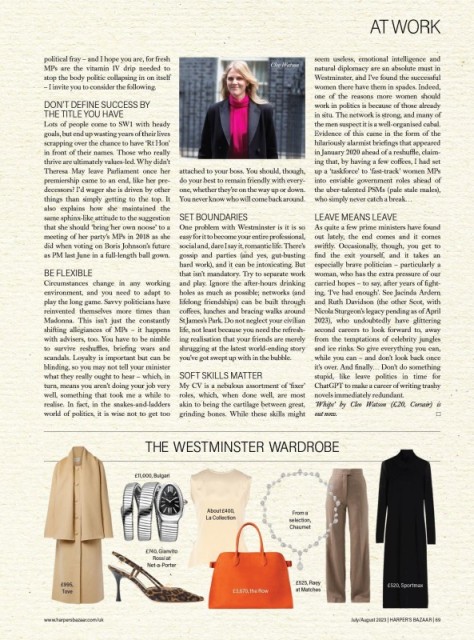 AT WORK
political fray – and I hope you are, for fresh
MPs are the vitamin IV drip needed to
stop the body politic collapsing in on itself
– I invite you to consider the following.
DON'T DEFINE SUCCESS BY
THE TITLE YOU HAVE
Lots of people come to SW1 with heady
goals, but end up wasting years of their lives
scrapping over the chance to have 'Rt Hon'
in front of their names. Those who really
thrive are ultimately values-led. Why didn't
Theresa May leave Parliament once her
premiership came to an end, like her pre-
decessors? I'd wager she is driven by other
things than simply getting to the top. It
also explains how she maintained the
same sphinx-like attitude to the suggestion
that she should 'bring her own noose' to a
meeting of her party's MPs in 2018 as she
did when voting on Boris Johnson's future
as PM last June in a full-length ball gown.
BE FLEXIBLE
Circumstances change in any working
environment, and you need to adapt to
play the long game. Savvy politicians have
reinvented themselves more times than
Madonna. This isn't just the constantly
shifting allegiances of MPs – it happens
with advisers, too. You have to be nimble
to survive reshuffles, briefing wars and
scandals. Loyalty is important but can be
blinding, so you may not tell your minister
what they really ought to hear – which, in
turn, means you aren't doing your job very
well, something that took me a while to
realise. In fact, in the snakes-and-ladders
world of politics, it is wise not to get too
Cleo Watson
attached to your boss. You should, though,
do your best to remain friendly with every-
one, whether they're on the way up or down.
You never know who will come back around.
SET BOUNDARIES
One problem with Westminster is it is so
easy for it to become your entire professional,
social and, dare I say it, romantic life. There's
gossip and parties (and yes, gut-busting
hard work), and it can be intoxicating. But
that isn't mandatory. Try to separate work
and play. Ignore the after-hours drinking
holes as much as possible; networks (and
lifelong friendships) can be built through
coffees, lunches and bracing walks around
St James's Park. Do not neglect your civilian
life, not least because you need the refresh-
ing realisation that your friends are merely
shrugging at the latest world-ending story
you've got swept up with in the bubble.
SOFT SKILLS MATTER
My CV is a nebulous assortment of 'fixer'
roles, which, when done well, are most
akin to being the cartilage between great,
grinding bones. While these skills might
seem useless, emotional intelligence and
natural diplomacy are an absolute must in
Westminster, and I've found the successful
women there have them in spades. Indeed,
one of the reasons more women should
work in politics is because of those already
in situ. The network is strong, and many of
the men suspect it is a well-organised cabal.
Evidence of this came in the form of the
hilariously alarmist briefings that appeared
in January 2020 ahead of a reshuffle, claim-
ing that, by having a few coffees, I had set
up a 'taskforce' to 'fast-track' women MPs
into enviable government roles ahead of
the uber-talented PSMs (pale stale males),
who simply never catch a break…
LEAVE MEANS LEAVE
As quite a few prime ministers have found
out lately, the end comes and it comes
swiftly. Occasionally, though, you get to
find the exit yourself, and it takes an
especially brave politician – particularly a
woman, who has the extra pressure of our
carried hopes – to say, after years of fight-
ing, 'I've had enough'. See Jacinda Ardern
and Ruth Davidson (the other Scot, with
Nicola Sturgeon's legacy pending as of April
2023), who undoubtedly have glittering
second careers to look forward to, away
from the temptations of celebrity jungles
and ice rinks. So give everything you can,
while you can – and don't look back once
it's over. And finally… Don't do something
stupid, like leave politics in time for
ChatGPT to make a career of writing trashy
novels immediately redundant.
'Whips' by Cleo Watson (£20, Corsair) is
out now.
THE WESTMINSTER WARDROBE
£11,000, Bulgari
About £400,
La Collection
From a
selection,
Chaumet
£740, Gianvito
Rossi at
Net-a-Porter
£525, Raey
at Matches
£520, Sportmax
The Row
Tove
www.harpersbazaar.com/uk
July/August 2023 | HARPER'S BAZAAR | 69